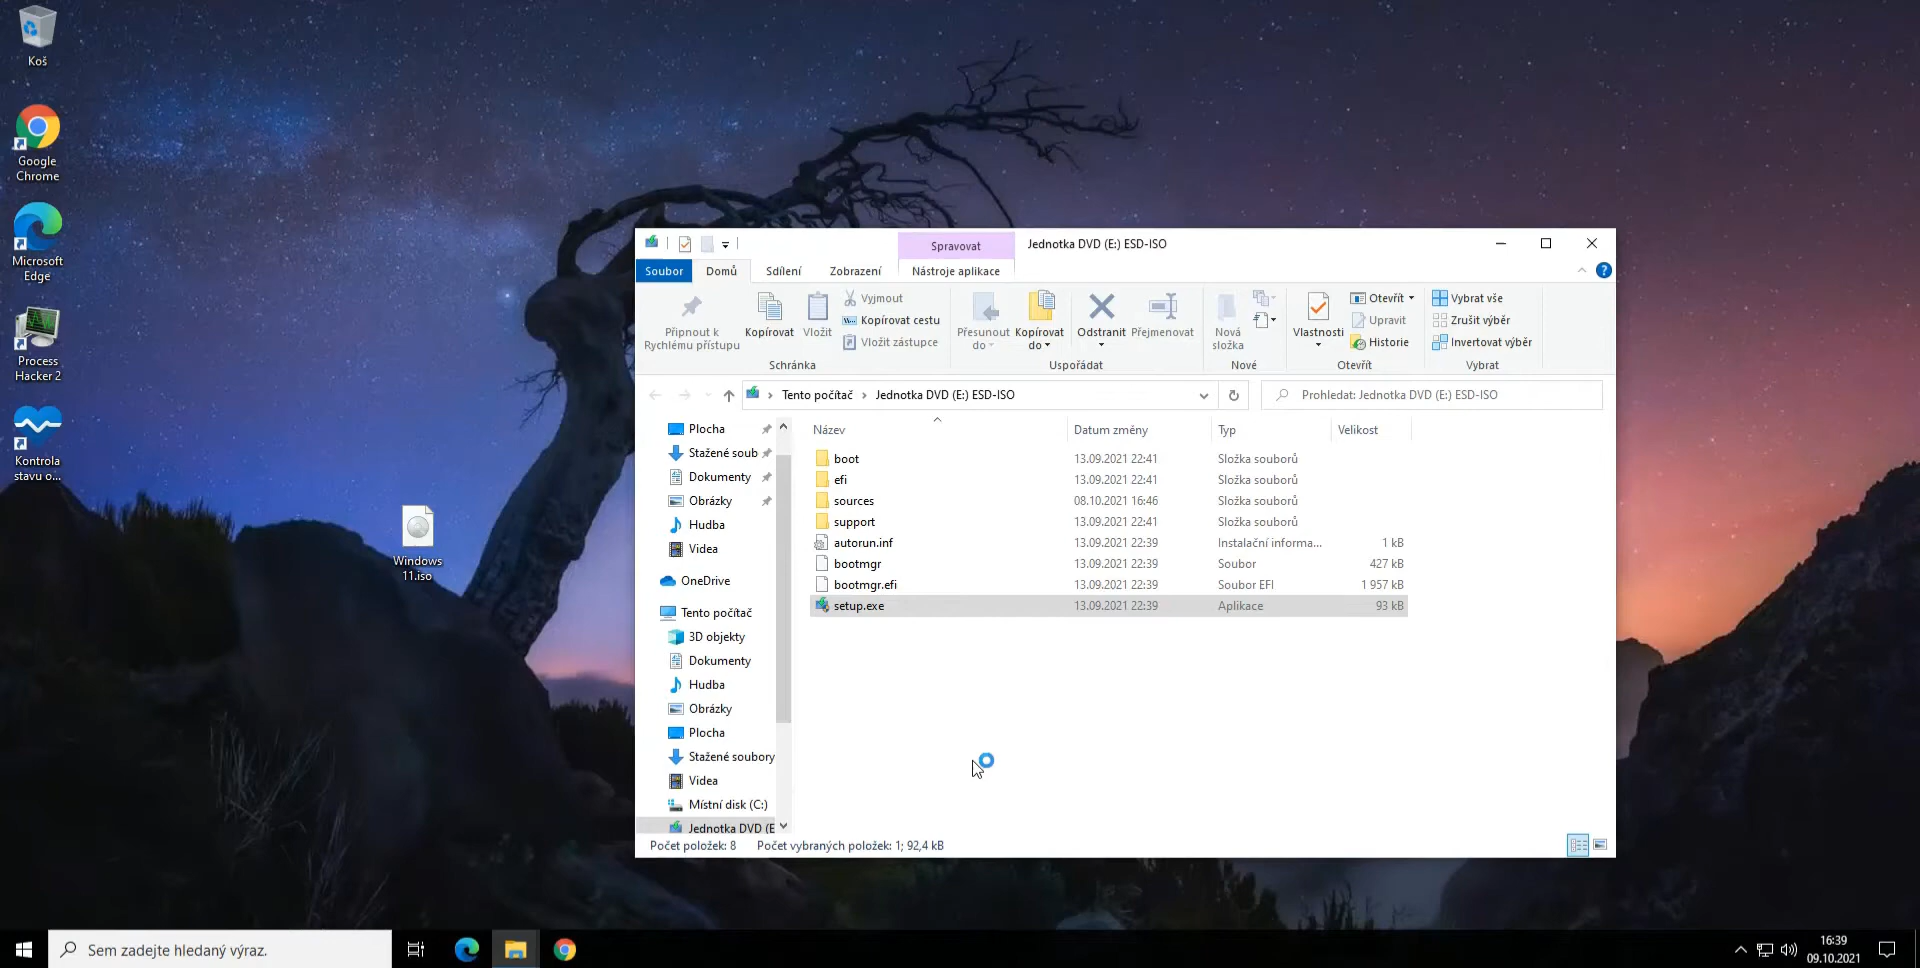 Koš
Google
Chrome
Microsoft
Edge
Process
Hacker 2
Kontrola
stavu o...
Windows
11.iso
Spravovat
Jednotka DVD (E:) ESD-ISO
Soubor
Domů
Sdílení
Zobrazení
Nástroje aplikace
Připnout k
Rychlému přístupu
Kopírovat
Vložit
Vyjmout
Kopírovat cestu
Vložit zástupce
Schránka
Přesunout
do
Kopírovat
do
Odstranit
Přejmenovat
Uspořádat
Nová
složka
Nové
Vlastnosti
Otevřít
Upravit
Historie
Otevřít
Vybrat vše
Zrušit výběr
Invertovat výběr
Vybrat
Tento počítač › Jednotka DVD (E:) ESD-ISO
Prohledat: Jednotka DVD (E:) ESD-ISO
Plocha
Stažené soub
Dokumenty
Obrázky
Hudba
Videa
OneDrive
Tento počítač
3D objekty
Dokumenty
Hudba
Obrázky
Plocha
Stažené soubory
Videa
Místní disk (C:)
Jednotka DVD (E
Název Datum změny Typ Velikost
boot 13.09.2021 22:41 Složka souborů
efi 13.09.2021 22:41 Složka souborů
sources 08.10.2021 16:46 Složka souborů
support 13.09.2021 22:41 Složka souborů
autorun.inf 13.09.2021 22:39 Instalační informa... 1 kB
bootmgr 13.09.2021 22:39 Soubor 427 kB
bootmgr.efi 13.09.2021 22:39 Soubor EFI 1 957 kB
setup.exe 13.09.2021 22:39 Aplikace 93 kB
Počet položek: 8 Počet vybraných položek: 1; 92,4 kB
Sem zadejte hledaný výraz.
16:39
09.10.2021